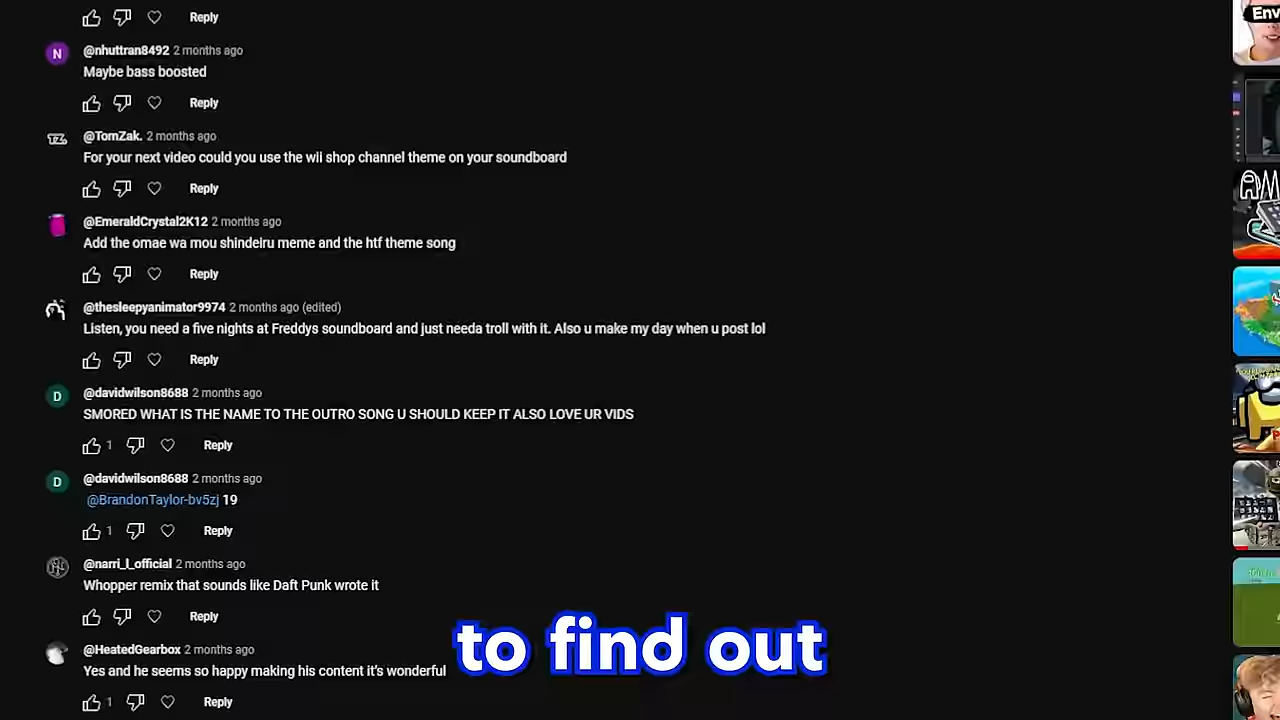 Reply
N
@nhuttran8492 2 months ago
Maybe bass boosted
Reply
TZ
@TomZak. 2 months ago
For your next video could you use the wii shop channel theme on your soundboard
Reply
@EmeraldCrystal2K12 2 months ago
Add the omae wa mou shindeiru meme and the htf theme song
Reply
@thesleepyanimator9974 2 months ago (edited)
Listen, you need a five nights at Freddys soundboard and just needa troll with it. Also u make my day when u post lol
Reply
D
@davidwilson8688 2 months ago
SMORED WHAT IS THE NAME TO THE OUTRO SONG U SHOULD KEEP IT ALSO LOVE UR VIDS
1 Reply
D
@davidwilson8688 2 months ago
@BrandonTaylor-bv5zj 19
1 Reply
@narri_l_official 2 months ago
Whopper remix that sounds like Daft Punk wrote it
Reply
@HeatedGearbox 2 months ago
Yes and he seems so happy making his content it's wonderful
1 Reply
to find out
Env
AM